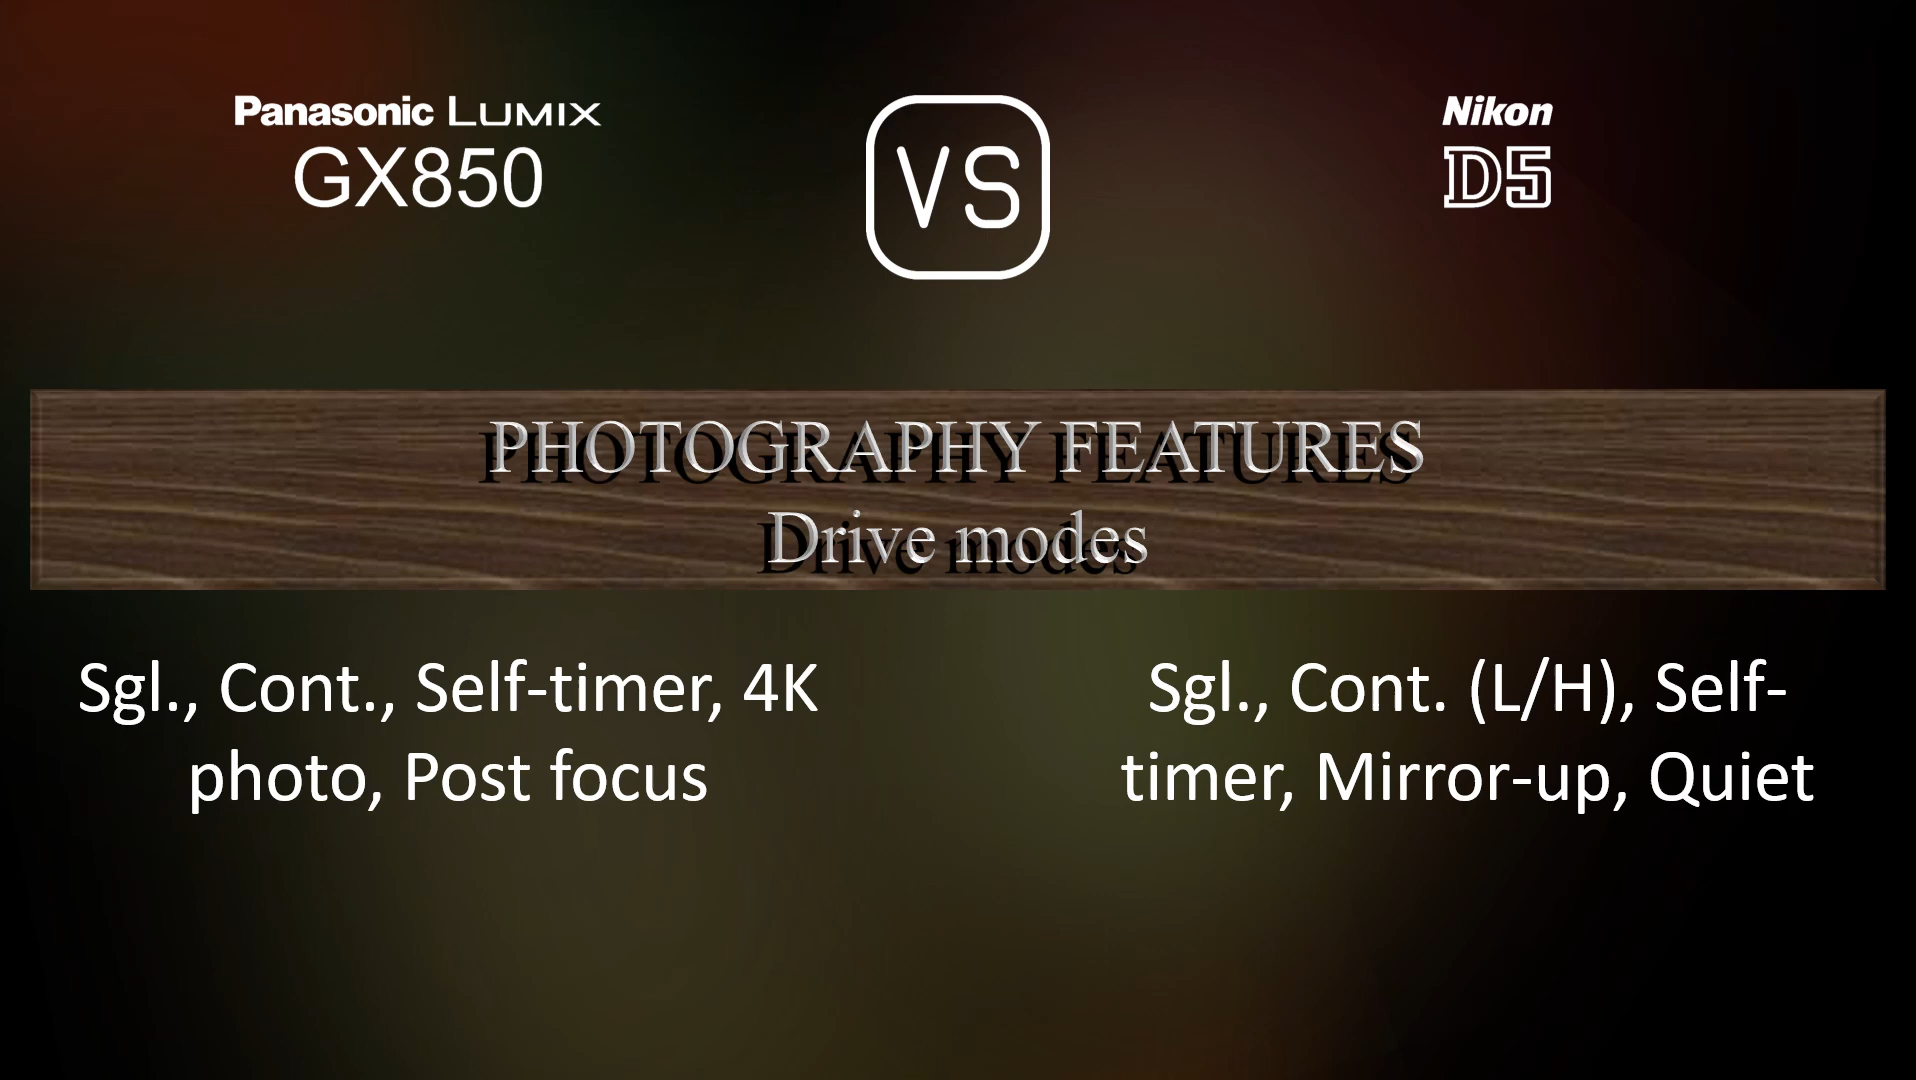 Panasonic LUMIX
GX850
VS
Nikon
D5
PHOTOGRAPHY FEATURES
Drive modes
Sgl., Cont., Self-timer, 4K
photo, Post focus
Sgl., Cont. (L/H), Self-
timer, Mirror-up, Quiet